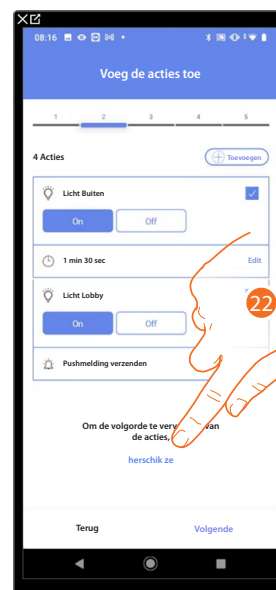 08:16
Voeg de acties toe
1 2 3 4 5
4 Acties
Toevoegen
Licht Buiten
On Off
1 min 30 sec Edit
Licht Lobby
22
On Off
Pushmelding verzenden
Om de volgorde te van
de acties,
herschik ze
Terug Volgende